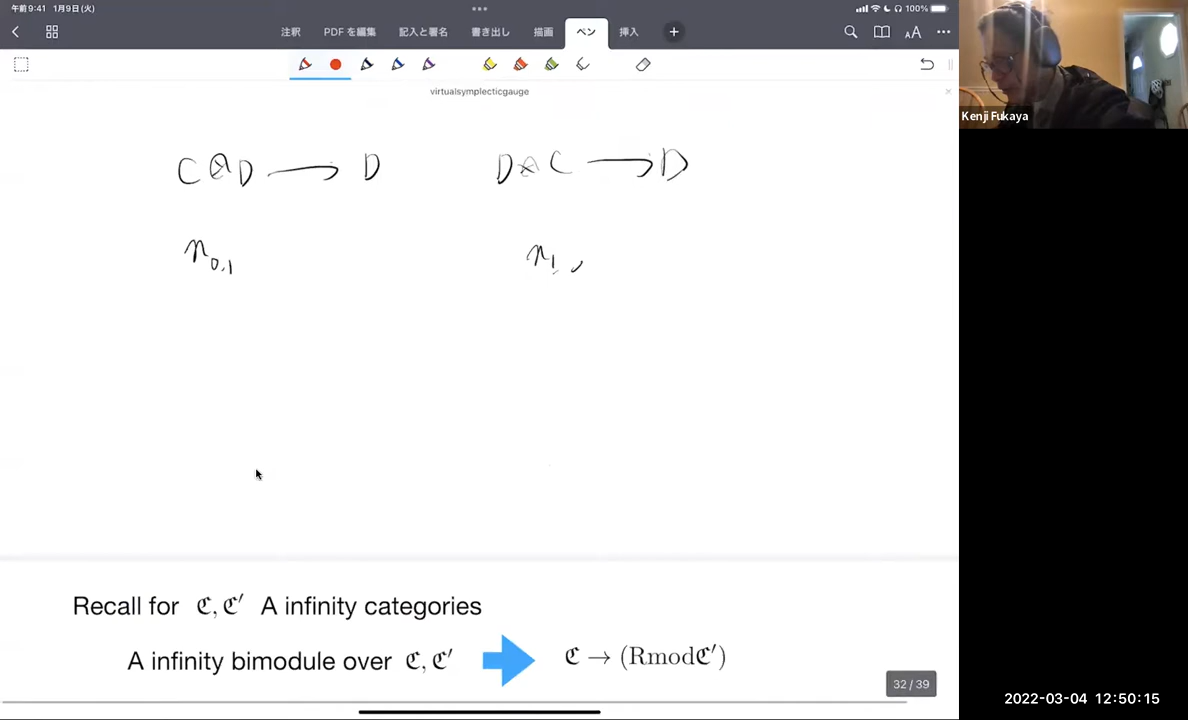 午前9:41 1月9日(火)
100%
注釈 PDFを編集 記入と署名 書き出し 描画 ペン 挿入
AA
virtualsymplecticgauge
Kenji Fukaya
C⊗D → D D⊗C → D
n0,1 n1,
Recall for ℭ, ℭ′ A infinity categories
A infinity bimodule over ℭ, ℭ′ ℭ → (Rmodℭ′)
32 / 39
2022-03-04 12:50:15